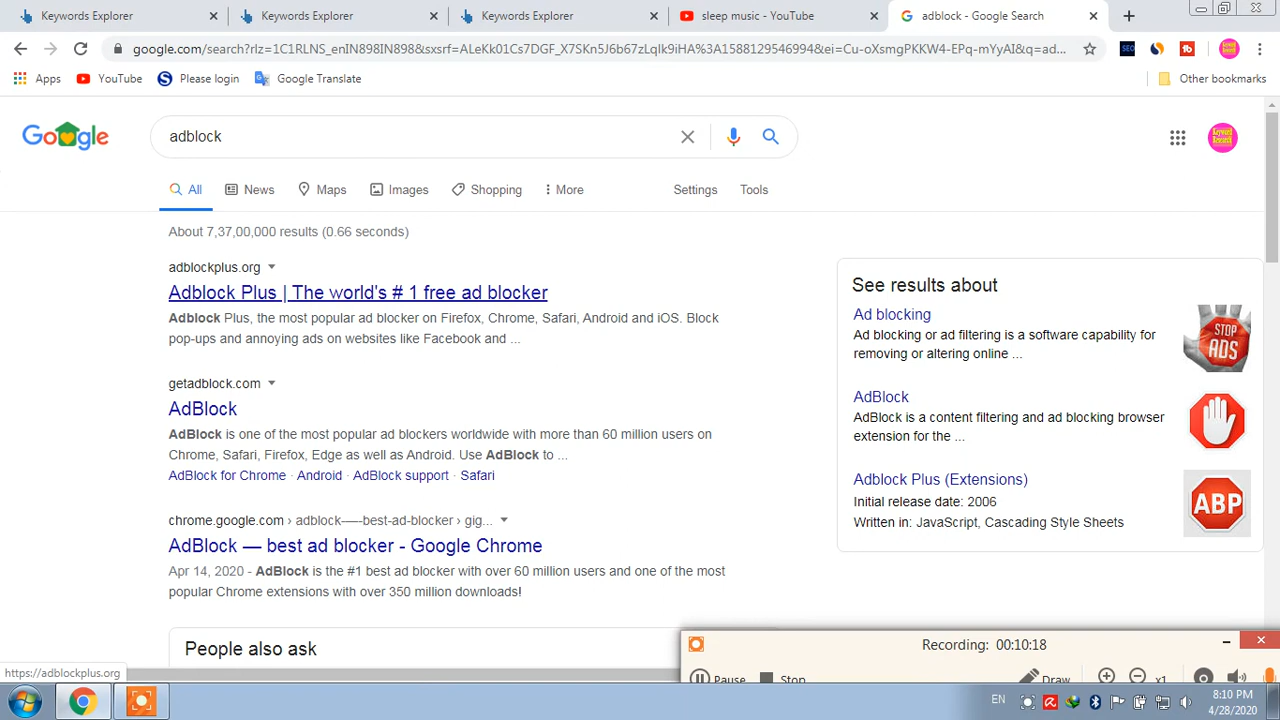 Keywords Explorer
Keywords Explorer
Keywords Explorer
sleep music - YouTube
adblock - Google Search
google.com/search?rlz=1C1RLNS_enIN898IN898&sxsrf=ALeKk01Cs7DGF_X7SKn5J6b67zLqIk9iHA%3A1588129546994&ei=Cu-oXsmgPKKW4-EPq-mYyAI&q=ad...
SEO
Apps
YouTube
Please login
Google Translate
Other bookmarks
Google
adblock
Keyword Research
All
News
Maps
Images
Shopping
More
Settings
Tools
About 7,37,00,000 results (0.66 seconds)
adblockplus.org
Adblock Plus | The world's # 1 free ad blocker
Adblock Plus, the most popular ad blocker on Firefox, Chrome, Safari, Android and iOS. Block
pop-ups and annoying ads on websites like Facebook and ...
getadblock.com
AdBlock
AdBlock is one of the most popular ad blockers worldwide with more than 60 million users on
Chrome, Safari, Firefox, Edge as well as Android. Use AdBlock to ...
AdBlock for Chrome · Android · AdBlock support · Safari
chrome.google.com › adblock-—-best-ad-blocker › gig...
AdBlock — best ad blocker - Google Chrome
Apr 14, 2020 - AdBlock is the #1 best ad blocker with over 60 million users and one of the most
popular Chrome extensions with over 350 million downloads!
People also ask
See results about
Ad blocking
Ad blocking or ad filtering is a software capability for
removing or altering online ...
STOP
ADS
AdBlock
AdBlock is a content filtering and ad blocking browser
extension for the ...
Adblock Plus (Extensions)
Initial release date: 2006
Written in: JavaScript, Cascading Style Sheets
ABP
Recording: 00:10:18
Pause
Stop
Draw
x1
https://adblockplus.org
EN
8:10 PM
4/28/2020